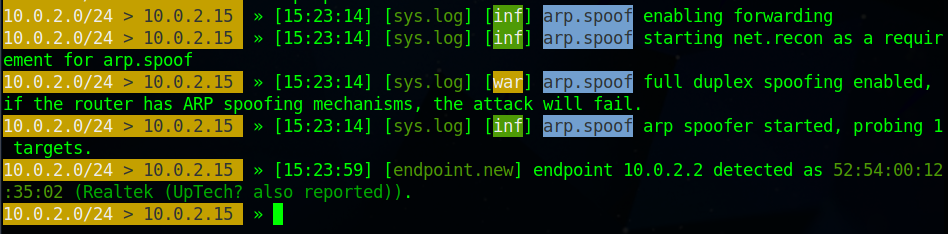 10.0.2.0/24 > 10.0.2.15 » [15:23:14] [sys.log] [inf] arp.spoof enabling forwarding
10.0.2.0/24 > 10.0.2.15 » [15:23:14] [sys.log] [inf] arp.spoof starting net.recon as a requir
ement for arp.spoof
10.0.2.0/24 > 10.0.2.15 » [15:23:14] [sys.log] [war] arp.spoof full duplex spoofing enabled,
if the router has ARP spoofing mechanisms, the attack will fail.
10.0.2.0/24 > 10.0.2.15 » [15:23:14] [sys.log] [inf] arp.spoof arp spoofer started, probing 1
targets.
10.0.2.0/24 > 10.0.2.15 » [15:23:59] [endpoint.new] endpoint 10.0.2.2 detected as 52:54:00:12
:35:02 (Realtek (UpTech? also reported)).
10.0.2.0/24 > 10.0.2.15 »